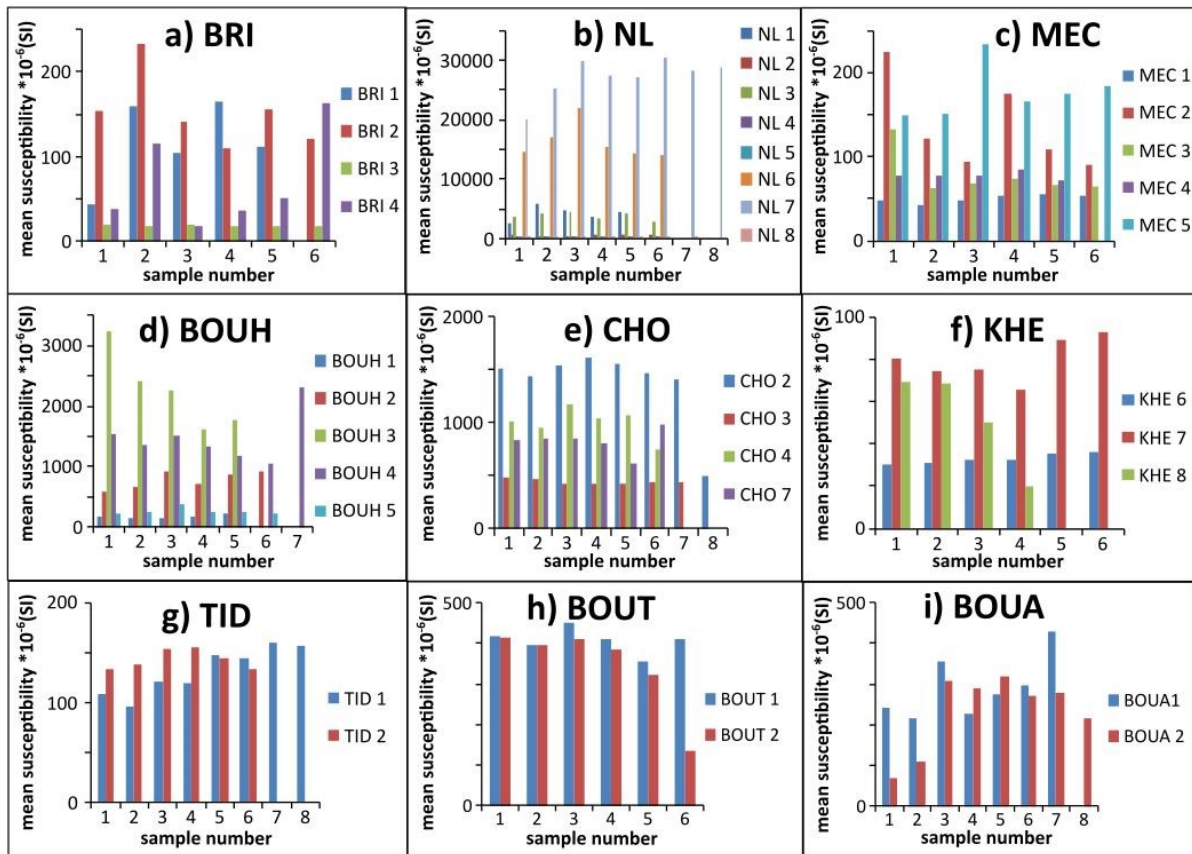 a) BRI
mean susceptibility *10⁻⁶(SI)
200
100
0
1 2 3 4 5 6
sample number
BRI 1
BRI 2
BRI 3
BRI 4
b) NL
mean susceptibility *10⁻⁶(SI)
30000
20000
10000
0
1 2 3 4 5 6 7 8
sample number
NL 1
NL 2
NL 3
NL 4
NL 5
NL 6
NL 7
NL 8
c) MEC
mean susceptibility *10⁻⁶(SI)
200
100
0
1 2 3 4 5 6
sample number
MEC 1
MEC 2
MEC 3
MEC 4
MEC 5
d) BOUH
mean susceptibility *10⁻⁶(SI)
3000
2000
1000
0
1 2 3 4 5 6 7
sample number
BOUH 1
BOUH 2
BOUH 3
BOUH 4
BOUH 5
e) CHO
mean susceptibility *10⁻⁶(SI)
2000
1000
0
1 2 3 4 5 6 7 8
sample number
CHO 2
CHO 3
CHO 4
CHO 7
f) KHE
mean susceptibility *10⁻⁶(SI)
100
0
1 2 3 4 5 6
sample number
KHE 6
KHE 7
KHE 8
g) TID
mean susceptibility *10⁻⁶(SI)
200
100
0
1 2 3 4 5 6 7 8
sample number
TID 1
TID 2
h) BOUT
mean susceptibility *10⁻⁶(SI)
500
0
1 2 3 4 5 6
sample number
BOUT 1
BOUT 2
i) BOUA
mean susceptibility *10⁻⁶(SI)
500
0
1 2 3 4 5 6 7 8
sample number
BOUA1
BOUA 2